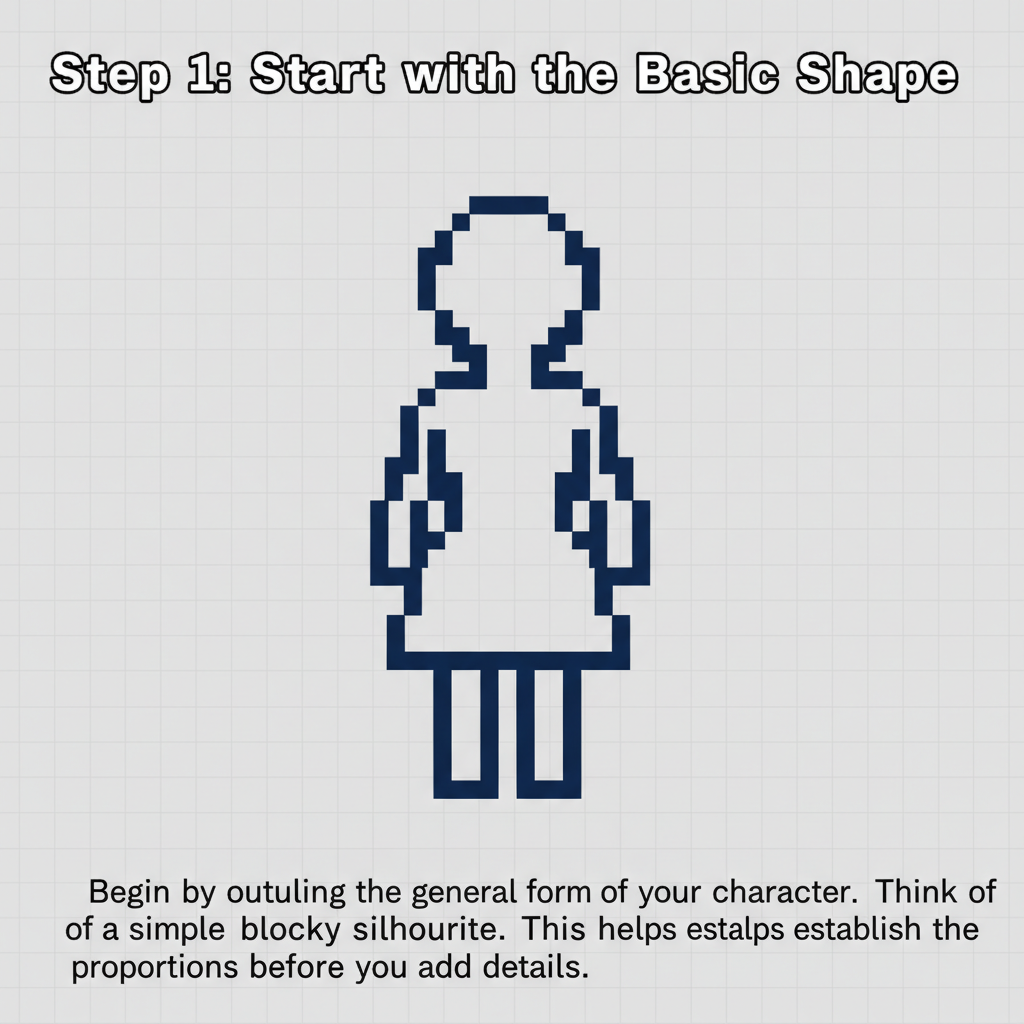 Step 1: Start with the Basic Shape
Begin by outuling the general form of your character. Think of
of a simple blocky silhourite. This helps estalps establish the
proportions before you add details.